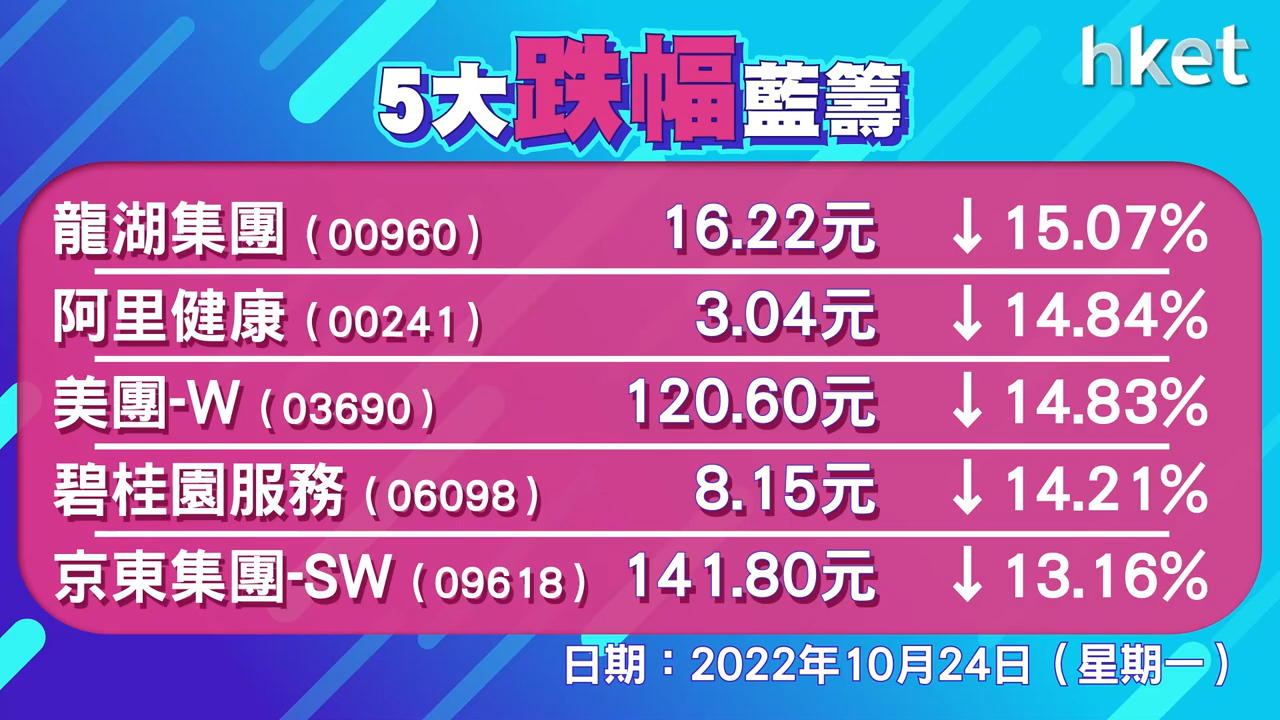 hket
5大跌幅藍籌
龍湖集團（00960） 16.22元 ↓15.07%
阿里健康（00241） 3.04元 ↓14.84%
美團-W（03690） 120.60元 ↓14.83%
碧桂園服務（06098） 8.15元 ↓14.21%
京東集團-SW（09618） 141.80元 ↓13.16%
日期：2022年10月24日（星期一）